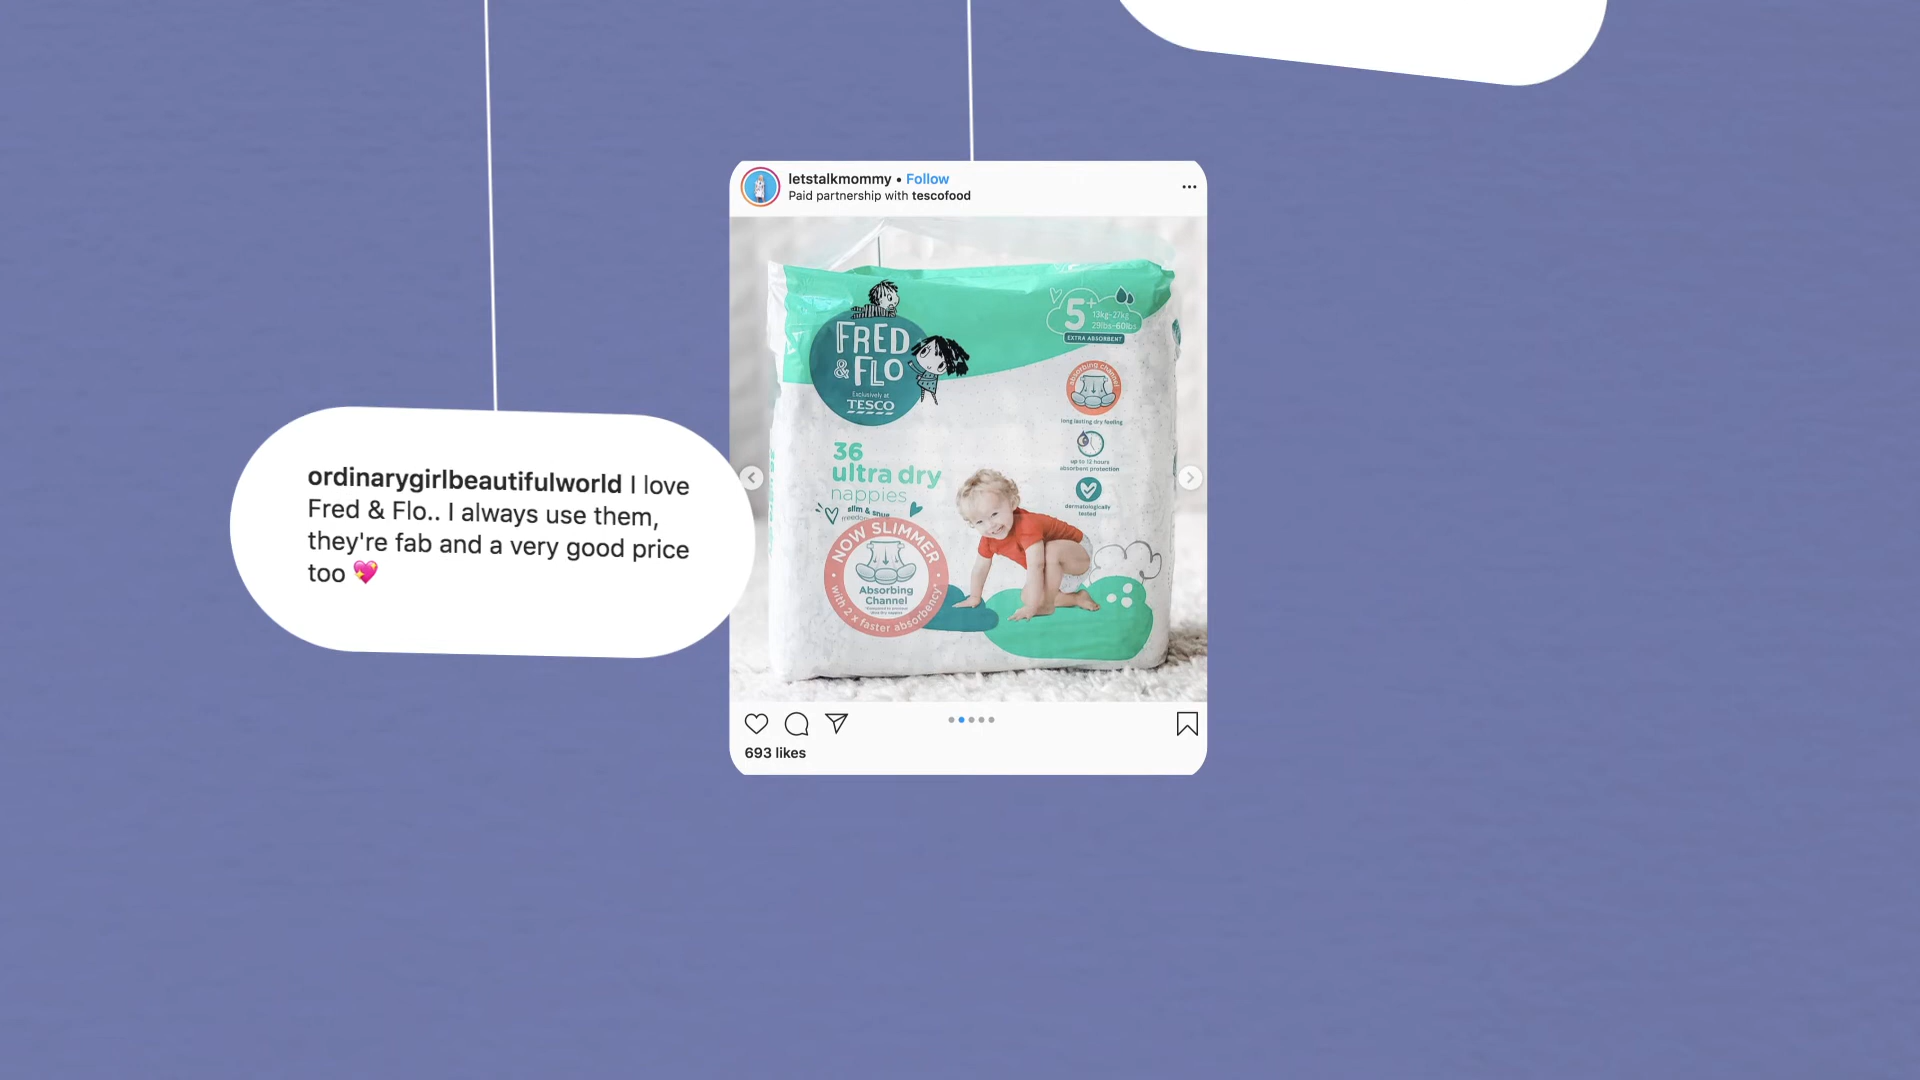 letstalkmommy • Follow
Paid partnership with tescofood
FRED
& FLO
Exclusively at
TESCO
5+
13kg-27kg
29lbs-60lbs
EXTRA ABSORBENT
absorbing channel
long lasting dry feeling
up to 12 hours
absorbent protection
dermatologically
tested
36
ultra dry
nappies
slim & snug
freedom
NOW SLIMMER
Absorbing
Channel
with 2 x faster absorbency*
ordinarygirlbeautifulworld I love
Fred & Flo.. I always use them,
they're fab and a very good price
too 💖
693 likes